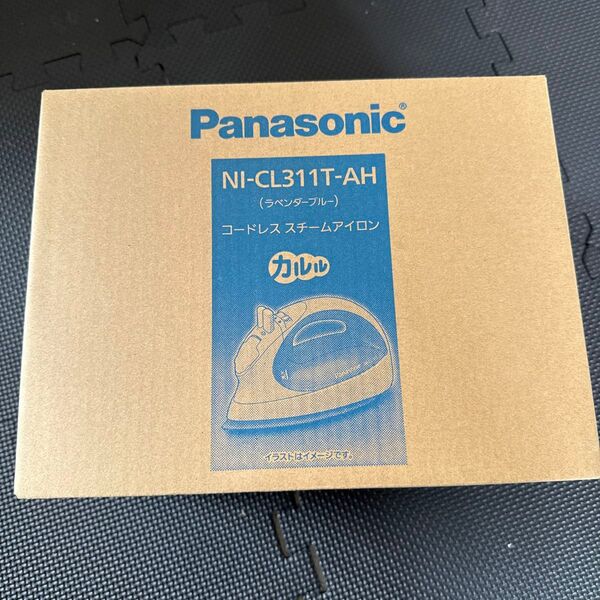 Panasonic®
NI-CL311T-AH
(ラベンダーブルー)
コードレス スチームアイロン
カルル
Panasonic
イラストはイメージです。